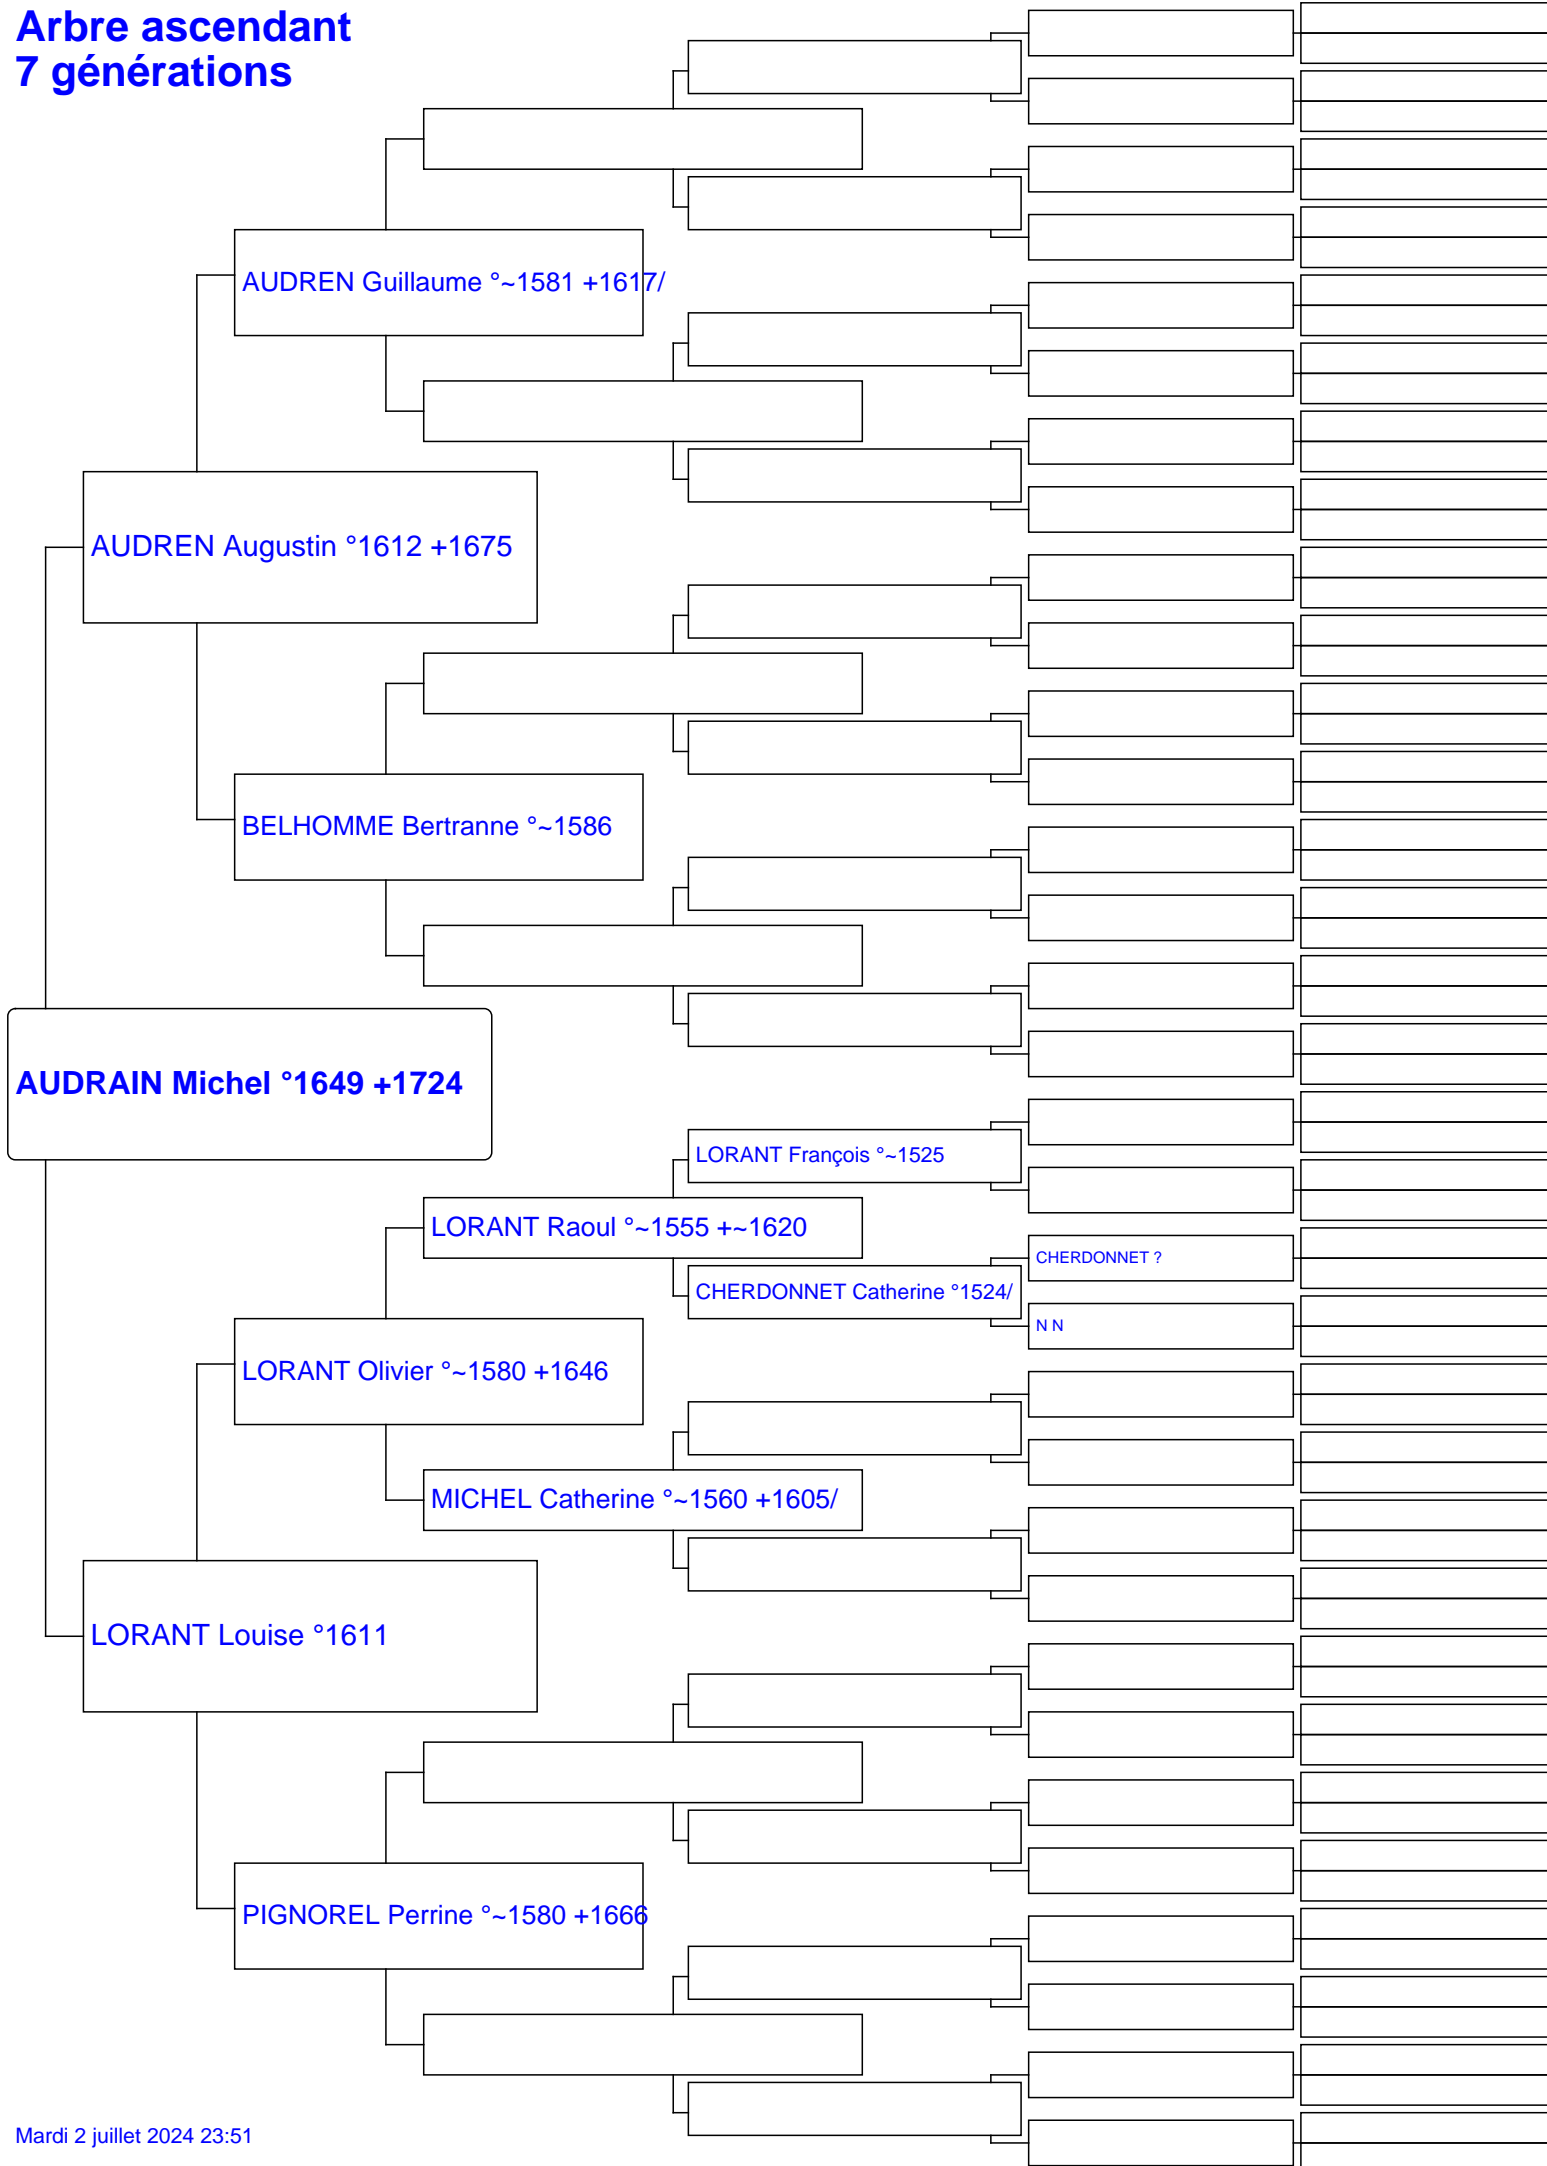 Arbre ascendant
7 générations
AUDREN Guillaume °~1581 +1617/
AUDREN Augustin °1612 +1675
BELHOMME Bertranne °~1586
AUDRAIN Michel °1649 +1724
LORANT François °~1525
LORANT Raoul °~1555 +~1620
CHERDONNET ?
CHERDONNET Catherine °1524/
N N
LORANT Olivier °~1580 +1646
MICHEL Catherine °~1560 +1605/
LORANT Louise °1611
PIGNOREL Perrine °~1580 +1666
Mardi 2 juillet 2024 23:51